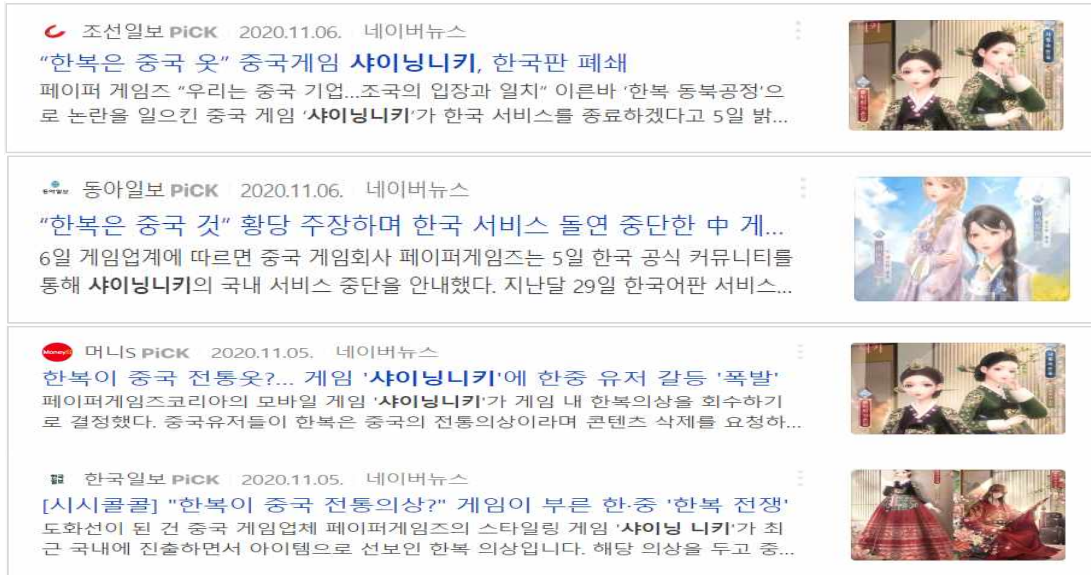 조선일보 PiCK 2020.11.06. 네이버뉴스
“한복은 중국 옷” 중국게임 샤이닝니키, 한국판 폐쇄
페이퍼 게임즈 “우리는 중국 기업...조국의 입장과 일치” 이른바 ‘한복 동북공정’으
로 논란을 일으킨 중국 게임 ‘샤이닝니키’가 한국 서비스를 종료하겠다고 5일 밝...
동아일보 PiCK 2020.11.06. 네이버뉴스
“한복은 중국 것” 황당 주장하며 한국 서비스 돌연 중단한 中 게...
6일 게임업계에 따르면 중국 게임회사 페이퍼게임즈는 5일 한국 공식 커뮤니티를
통해 샤이닝니키의 국내 서비스 중단을 안내했다. 지난달 29일 한국어판 서비스...
머니S PiCK 2020.11.05. 네이버뉴스
한복이 중국 전통옷?... 게임 '샤이닝니키'에 한중 유저 갈등 '폭발'
페이퍼게임즈코리아의 모바일 게임 '샤이닝니키'가 게임 내 한복의상을 회수하기
로 결정했다. 중국유저들이 한복은 중국의 전통의상이라며 콘텐츠 삭제를 요청하...
한국일보 PiCK 2020.11.05. 네이버뉴스
[시시콜콜] "한복이 중국 전통의상?" 게임이 부른 한·중 '한복 전쟁'
도화선이 된 건 중국 게임업체 페이퍼게임즈의 스타일링 게임 '샤이닝 니키'가 최
근 국내에 진출하면서 아이템으로 선보인 한복 의상입니다. 해당 의상을 두고 중...